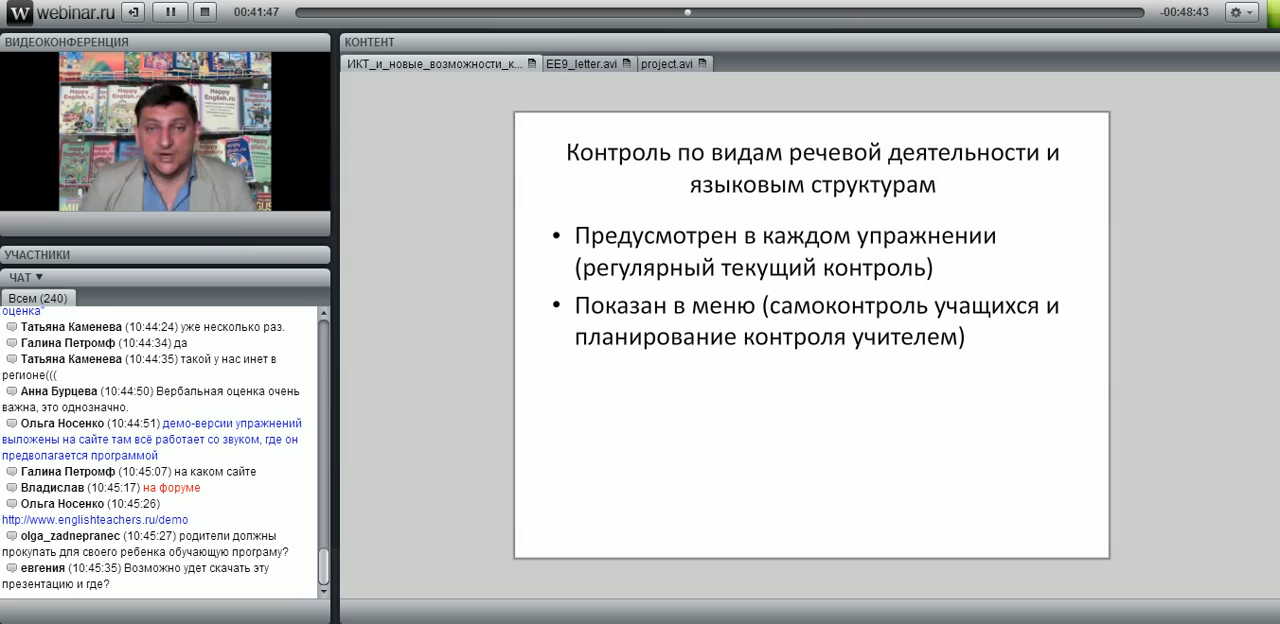 W webinar.ru
00:41:47
-00:48:43
ВИДЕОКОНФЕРЕНЦИЯ
Happy
English.ru
Happy
English.ru
УЧАСТНИКИ
ЧАТ
Всем (240)
оценка"
Татьяна Каменева (10:44:24) уже несколько раз.
Галина Петромф (10:44:34) да
Татьяна Каменева (10:44:35) такой у нас инет в
регионе(((
Анна Бурцева (10:44:50) Вербальная оценка очень
важна, это однозначно.
Ольга Носенко (10:44:51) демо-версии упражнений
выложены на сайте там всё работает со звуком, где он
предволагается программой
Галина Петромф (10:45:07) на каком сайте
Владислав (10:45:17) на форуме
Ольга Носенко (10:45:26)
http://www.englishteachers.ru/demo
olga_zadnepranec (10:45:27) родители должны
прокупать для своего ребенка обучающую програму?
евгения (10:45:35) Возможно удет скачать эту
презентацию и где?
КОНТЕНТ
ИКТ_и_новые_возможности_к...
EE9_letter.avi
project.avi
Контроль по видам речевой деятельности и
языковым структурам
• Предусмотрен в каждом упражнении
(регулярный текущий контроль)
• Показан в меню (самоконтроль учащихся и
планирование контроля учителем)